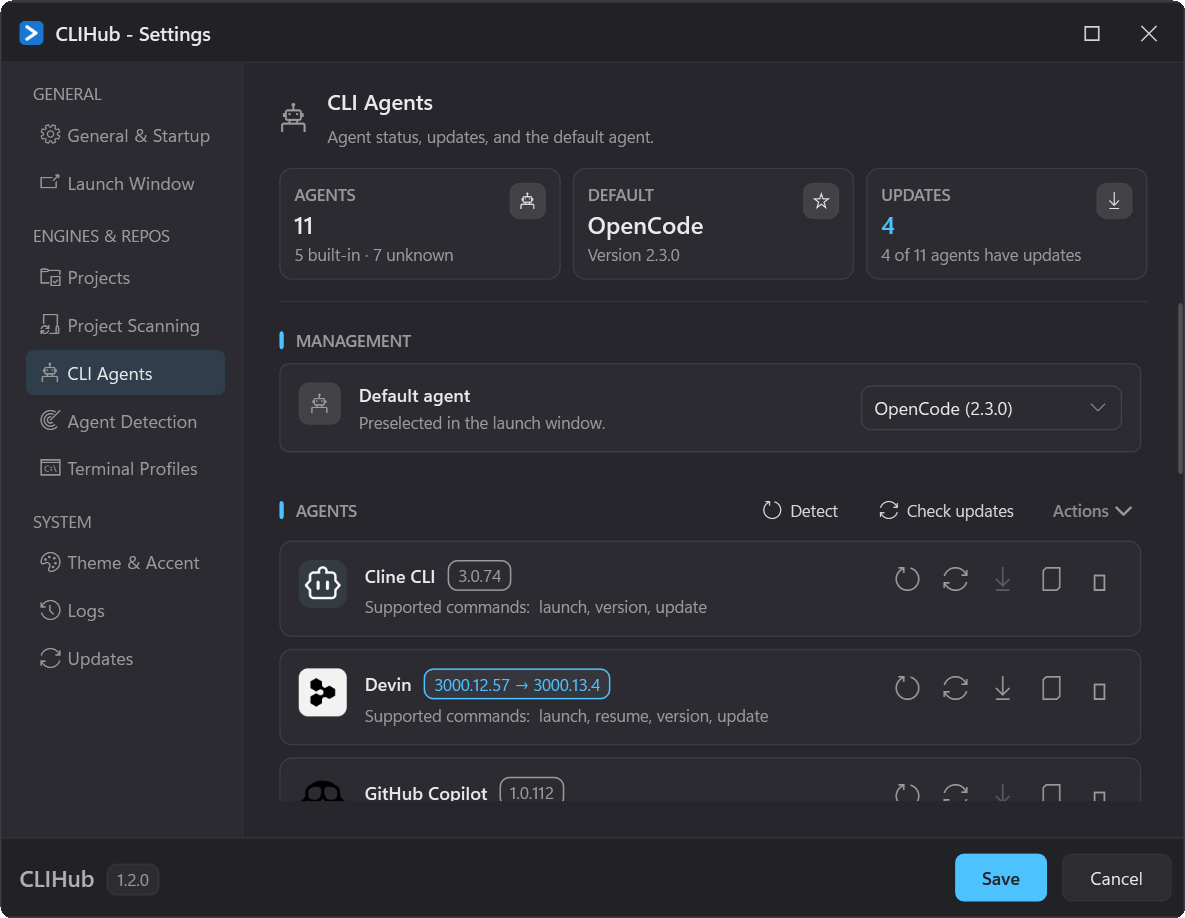 CLIHub - Settings
GENERAL
General & Startup
Launch Window
ENGINES & REPOS
Projects
Project Scanning
CLI Agents
Agent Detection
Terminal Profiles
SYSTEM
Theme & Accent
Logs
Updates
CLI Agents
Agent status, updates, and the default agent.
AGENTS
11
5 built-in · 7 unknown
DEFAULT
OpenCode
Version 2.3.0
UPDATES
4
4 of 11 agents have updates
MANAGEMENT
Default agent
Preselected in the launch window.
OpenCode (2.3.0)
AGENTS
Detect
Check updates
Actions
Cline CLI 3.0.74
Supported commands: launch, version, update
Devin 3000.12.57 → 3000.13.4
Supported commands: launch, resume, version, update
GitHub Copilot 1.0.112
CLIHub 1.2.0
Save
Cancel